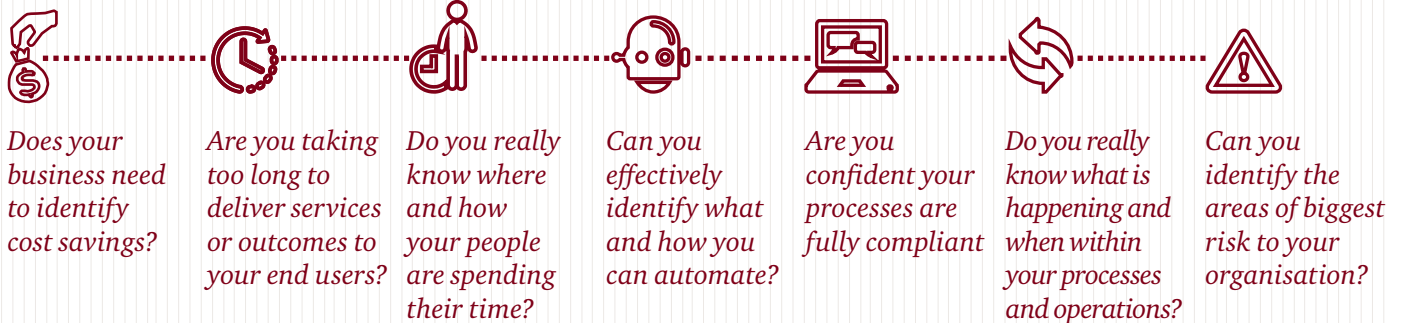 $
Does your
business need
to identify
cost savings?
Are you taking
too long to
deliver services
or outcomes to
your end users?
Do you really
know where
and how
your people
are spending
their time?
Can you
effectively
identify what
and how you
can automate?
Are you
confident your
processes are
fully compliant
Do you really
know what is
happening and
when within
your processes
and operations?
Can you
identify the
areas of biggest
risk to your
organisation?